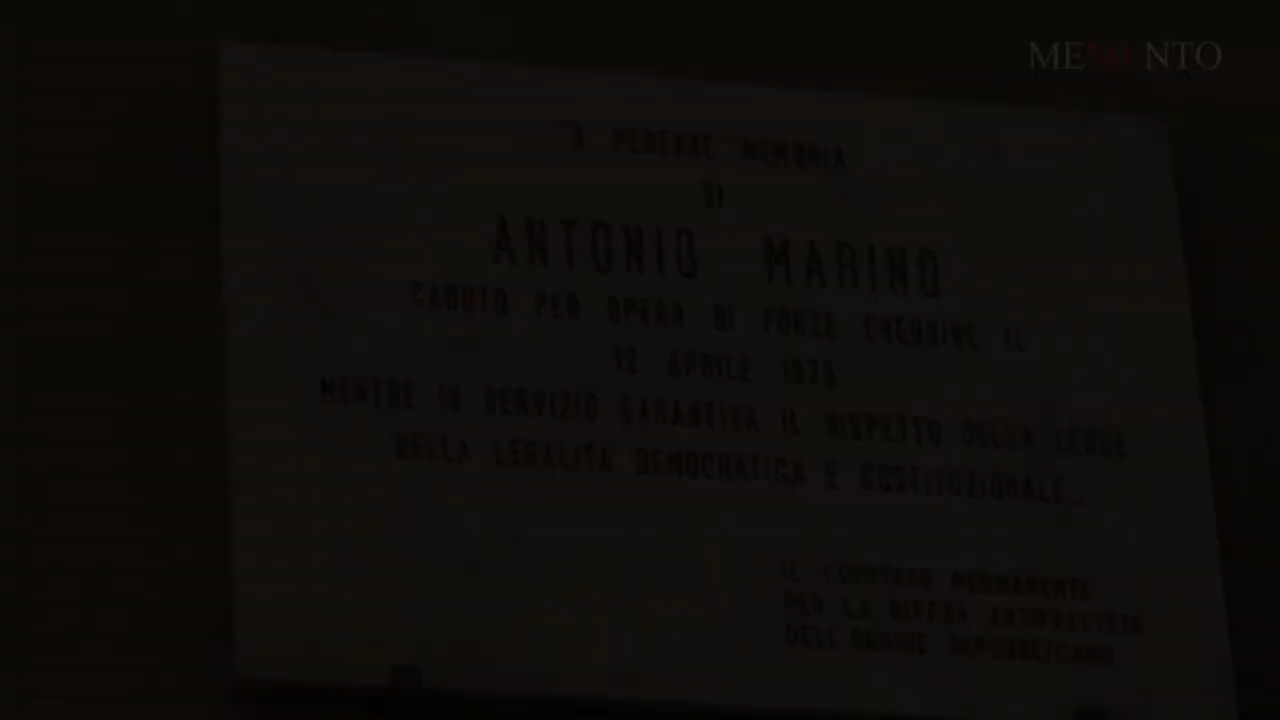 MEMENTO
"A PERENNE MEMORIA
DI
ANTONIO MARINO
CADUTO PER OPERA DI FORZE EVERSIVE IL
12 APRILE 1973
MENTRE IN SERVIZIO GARANTIVA IL RISPETTO DELLA LEGGE
DELLA LEGALITÀ DEMOCRATICA E COSTITUZIONALE"
IL COMITATO PERMANENTE
PER LA DIFESA ANTIFASCISTA
DELL'ORDINE REPUBBLICANO